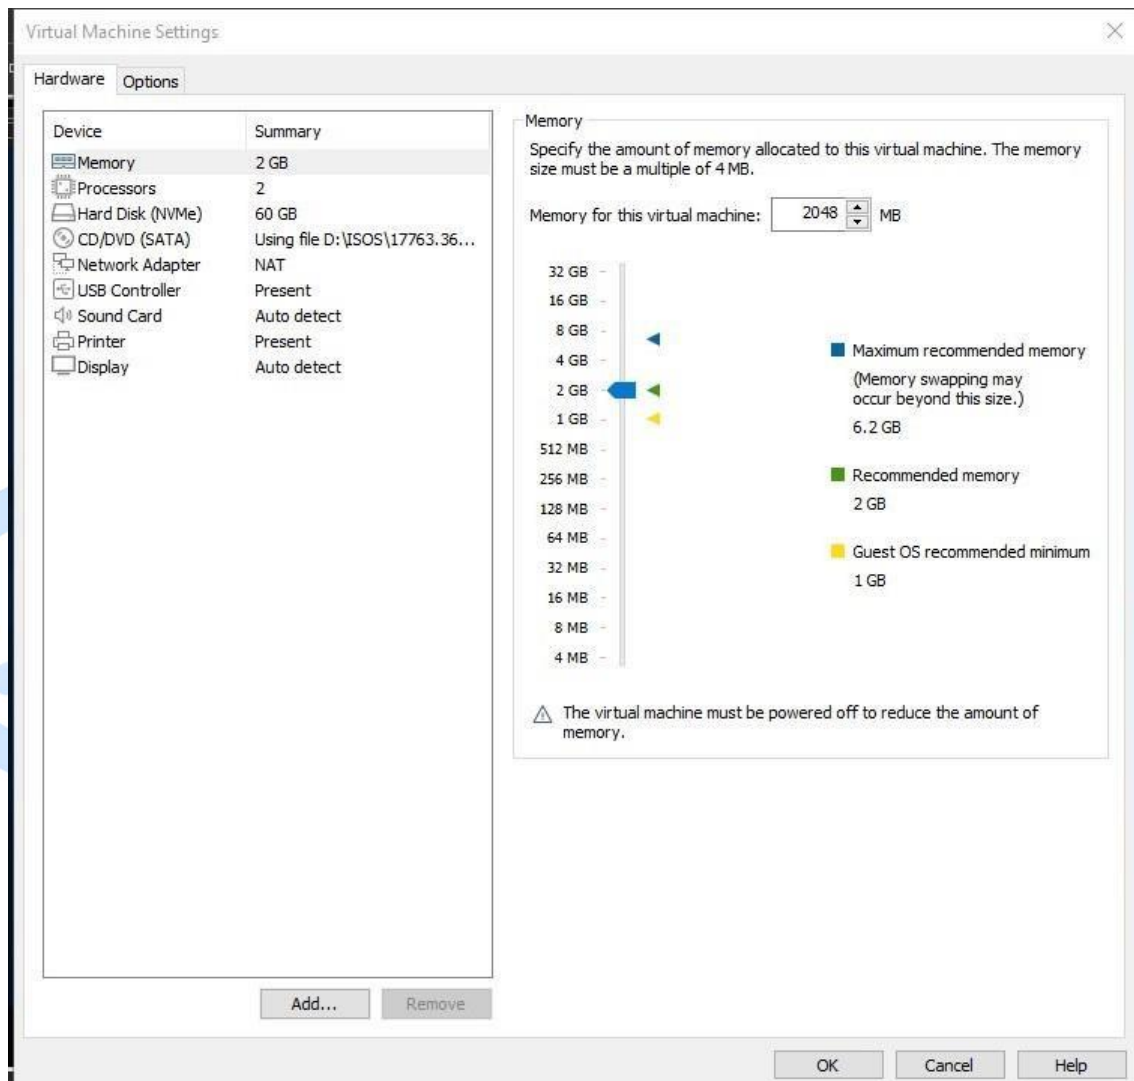 Virtual Machine Settings
Hardware Options
Device Summary
Memory 2 GB
Processors 2
Hard Disk (NVMe) 60 GB
CD/DVD (SATA) Using file D:\ISOS\17763.36...
Network Adapter NAT
USB Controller Present
Sound Card Auto detect
Printer Present
Display Auto detect
Add... Remove
Memory
Specify the amount of memory allocated to this virtual machine. The memory
size must be a multiple of 4 MB.
Memory for this virtual machine: 2048 MB
32 GB
16 GB
8 GB
4 GB
2 GB
1 GB
512 MB
256 MB
128 MB
64 MB
32 MB
16 MB
8 MB
4 MB
Maximum recommended memory
(Memory swapping may
occur beyond this size.)
6.2 GB
Recommended memory
2 GB
Guest OS recommended minimum
1 GB
The virtual machine must be powered off to reduce the amount of
memory.
OK Cancel Help